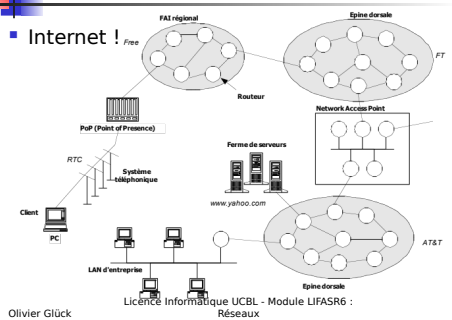 Internet !
FAI régional
Free
Epine dorsale
FT
Routeur
Network Access Point
PoP (Point of Presence)
RTC
Système
téléphonique
Ferme de serveurs
Client
www.yahoo.com
PC
AT&T
LAN d'entreprise
Epine dorsale
Licence Informatique UCBL - Module LIFASR6 :
Olivier Glück
Réseaux